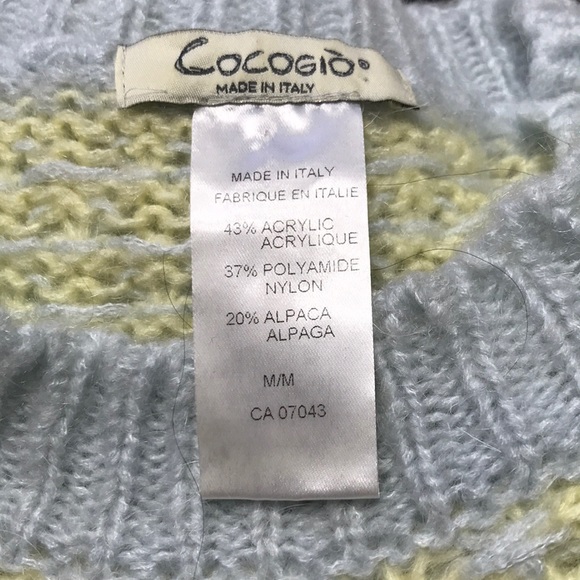 COCOGIÒ
MADE IN ITALY
MADE IN ITALY
FABRIQUE EN ITALIE
43% ACRYLIC
ACRYLIQUE
37% POLYAMIDE
NYLON
20% ALPACA
ALPAGA
M/M
CA 07043